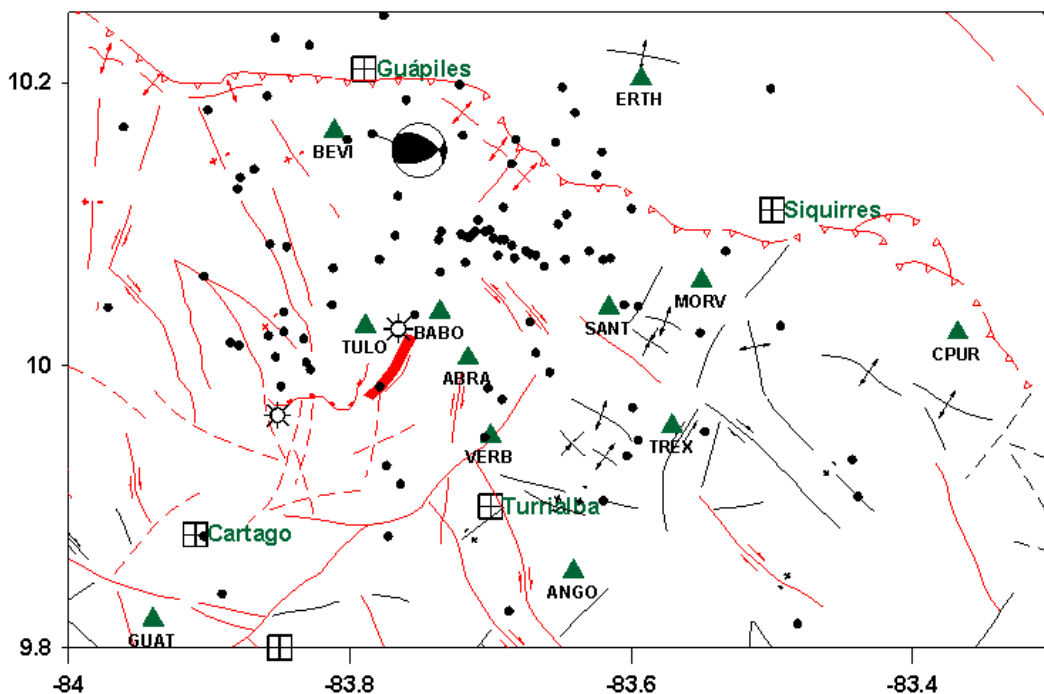 10.2
Guápiles
ERTH
BEVI
Siquirres
MORV
SANT
10
TULO
BABO
ABRA
CPUR
VERB
TREX
Turrialba
Cartago
ANGO
GUAT
9.8
-84
-83.8
-83.6
-83.4